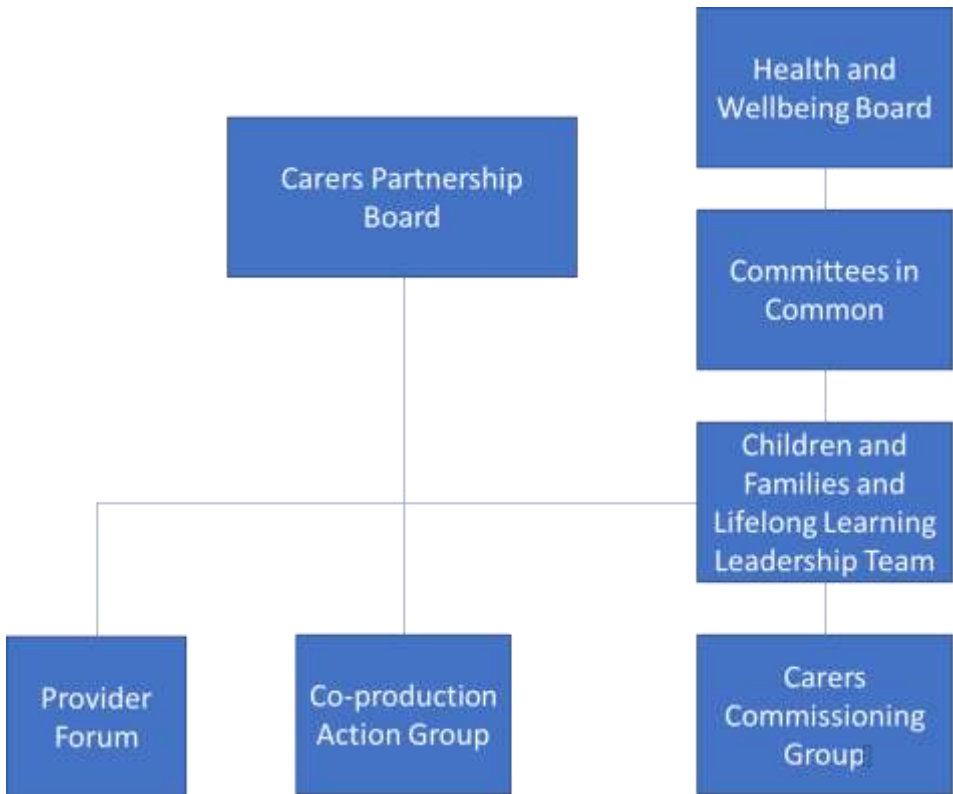 Health and
Wellbeing Board
Carers Partnership
Board
Committees in
Common
Children and
Families and
Lifelong Learning
Leadership Team
Provider
Forum
Co-production
Action Group
Carers
Commissioning
Group